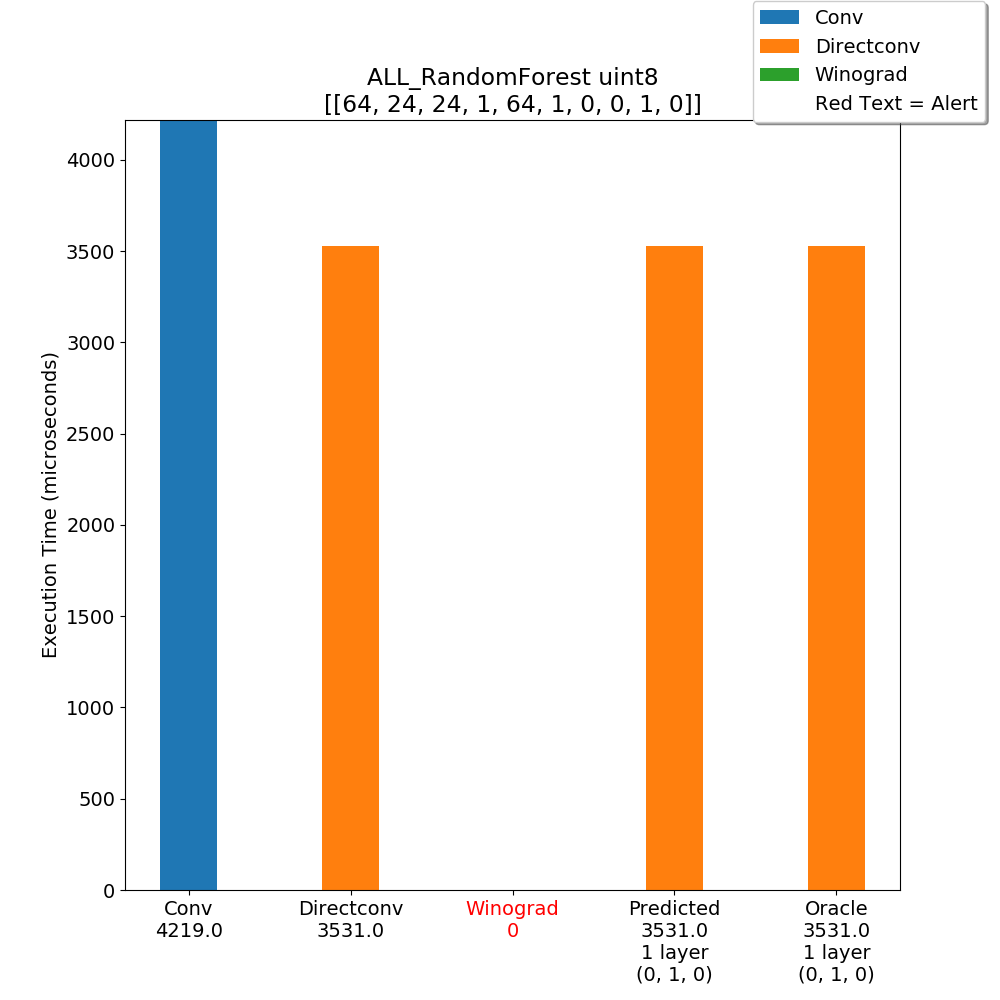 Conv
Directconv
Winograd
Red Text = Alert
ALL_RandomForest uint8
[[64, 24, 24, 1, 64, 1, 0, 0, 1, 0]]
Execution Time (microseconds)
4000
3500
3000
2500
2000
1500
1000
500
0
Conv
4219.0
Directconv
3531.0
Winograd
0
Predicted
3531.0
1 layer
(0, 1, 0)
Oracle
3531.0
1 layer
(0, 1, 0)